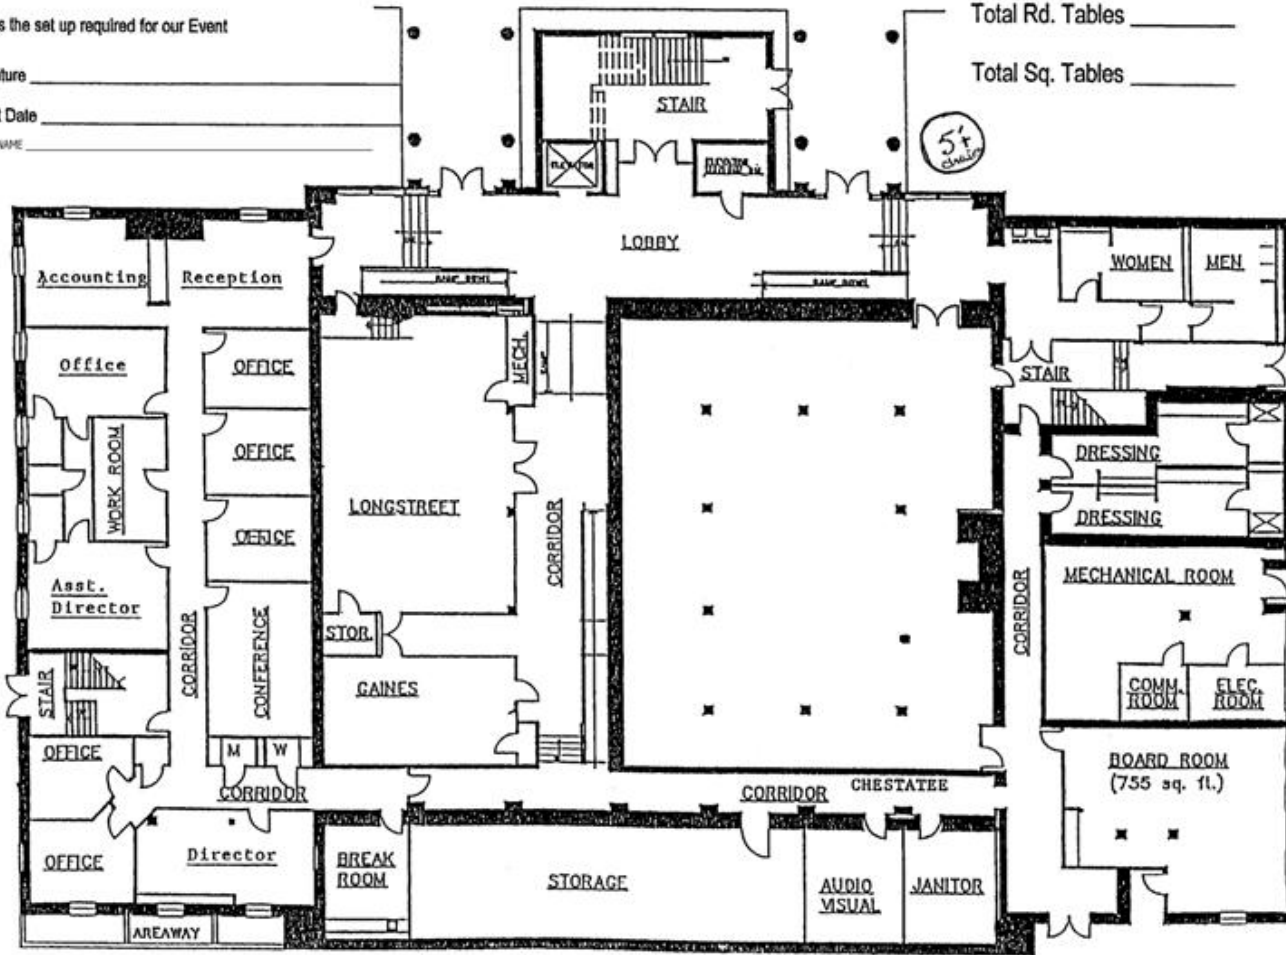 s the set up required for our Event
ture
t Date
NAME
Total Rd. Tables
Total Sq. Tables
5'+
chairs
STAIR
LOBBY
Accounting
Reception
WOMEN
MEN
Office
OFFICE
MECH.
STAIR
WORK ROOM
OFFICE
LONGSTREET
DRESSING
DRESSING
OFFICE
CORRIDOR
Asst.
Director
MECHANICAL ROOM
CORRIDOR
CONFERENCE
CORRIDOR
STOR.
STAIR
GAINES
COMM.
ROOM
ELEC.
ROOM
OFFICE
M
W
BOARD ROOM
(755 sq. ft.)
CORRIDOR
CORRIDOR
CHESTATEE
OFFICE
Director
BREAK
ROOM
STORAGE
AUDIO
VISUAL
JANITOR
AREAWAY